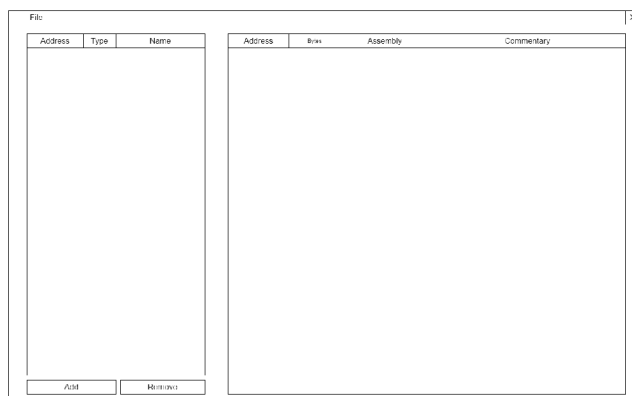 File
Address Type Name
Address Bytes Assembly Commentary
Add Remove